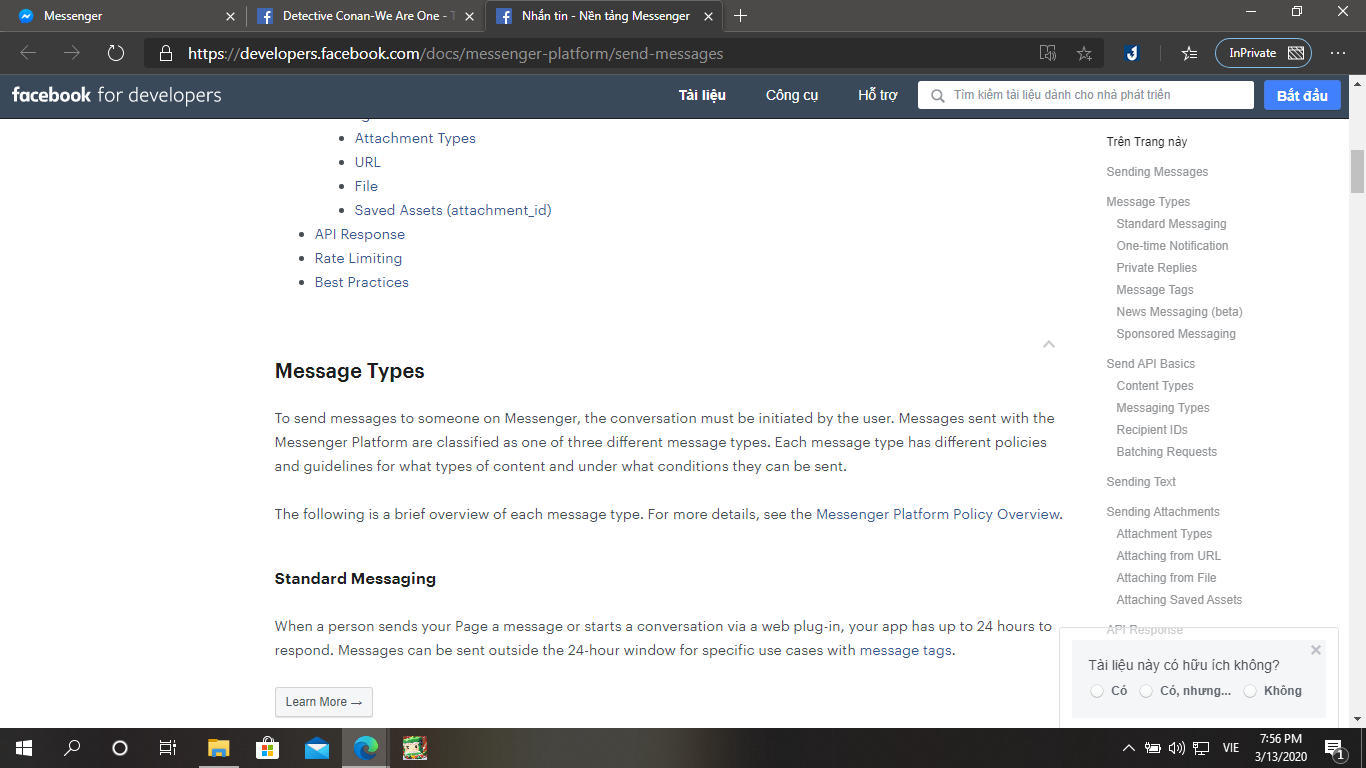 Messenger
Detective Conan-We Are One - T
Nhắn tin - Nền tảng Messenger
https://developers.facebook.com/docs/messenger-platform/send-messages
InPrivate
facebook for developers
Tài liệu
Công cụ
Hỗ trợ
Tìm kiếm tài liệu dành cho nhà phát triển
Bắt đầu
Attachment Types
URL
File
Saved Assets (attachment_id)
API Response
Rate Limiting
Best Practices
Message Types
To send messages to someone on Messenger, the conversation must be initiated by the user. Messages sent with the
Messenger Platform are classified as one of three different message types. Each message type has different policies
and guidelines for what types of content and under what conditions they can be sent.
The following is a brief overview of each message type. For more details, see the Messenger Platform Policy Overview.
Standard Messaging
When a person sends your Page a message or starts a conversation via a web plug-in, your app has up to 24 hours to
respond. Messages can be sent outside the 24-hour window for specific use cases with message tags.
Learn More →
Trên Trang này
Sending Messages
Message Types
Standard Messaging
One-time Notification
Private Replies
Message Tags
News Messaging (beta)
Sponsored Messaging
Send API Basics
Content Types
Messaging Types
Recipient IDs
Batching Requests
Sending Text
Sending Attachments
Attachment Types
Attaching from URL
Attaching from File
Attaching Saved Assets
API Response
Tài liệu này có hữu ích không?
Có
Có, nhưng...
Không
VIE
7:56 PM
3/13/2020
1